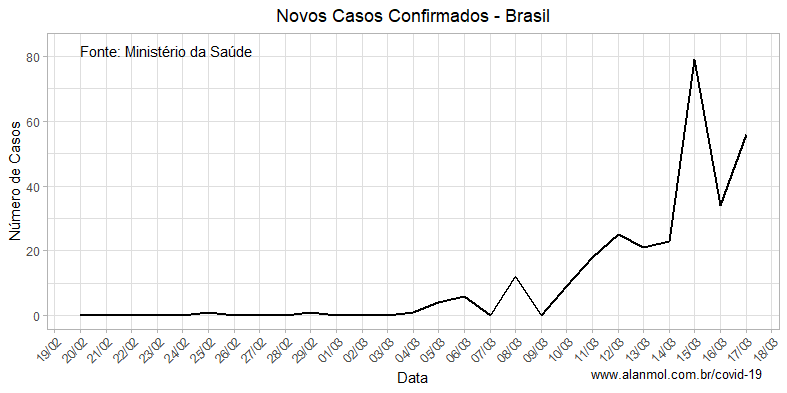 Novos Casos Confirmados - Brasil
Fonte: Ministério da Saúde
80
60
40
20
0
Número de Casos
19/02 20/02 21/02 22/02 23/02 24/02 25/02 26/02 27/02 28/02 29/02 01/03 02/03 03/03 04/03 05/03 06/03 07/03 08/03 09/03 10/03 11/03 12/03 13/03 14/03 15/03 16/03 17/03 18/03
Data
www.alanmol.com.br/covid-19